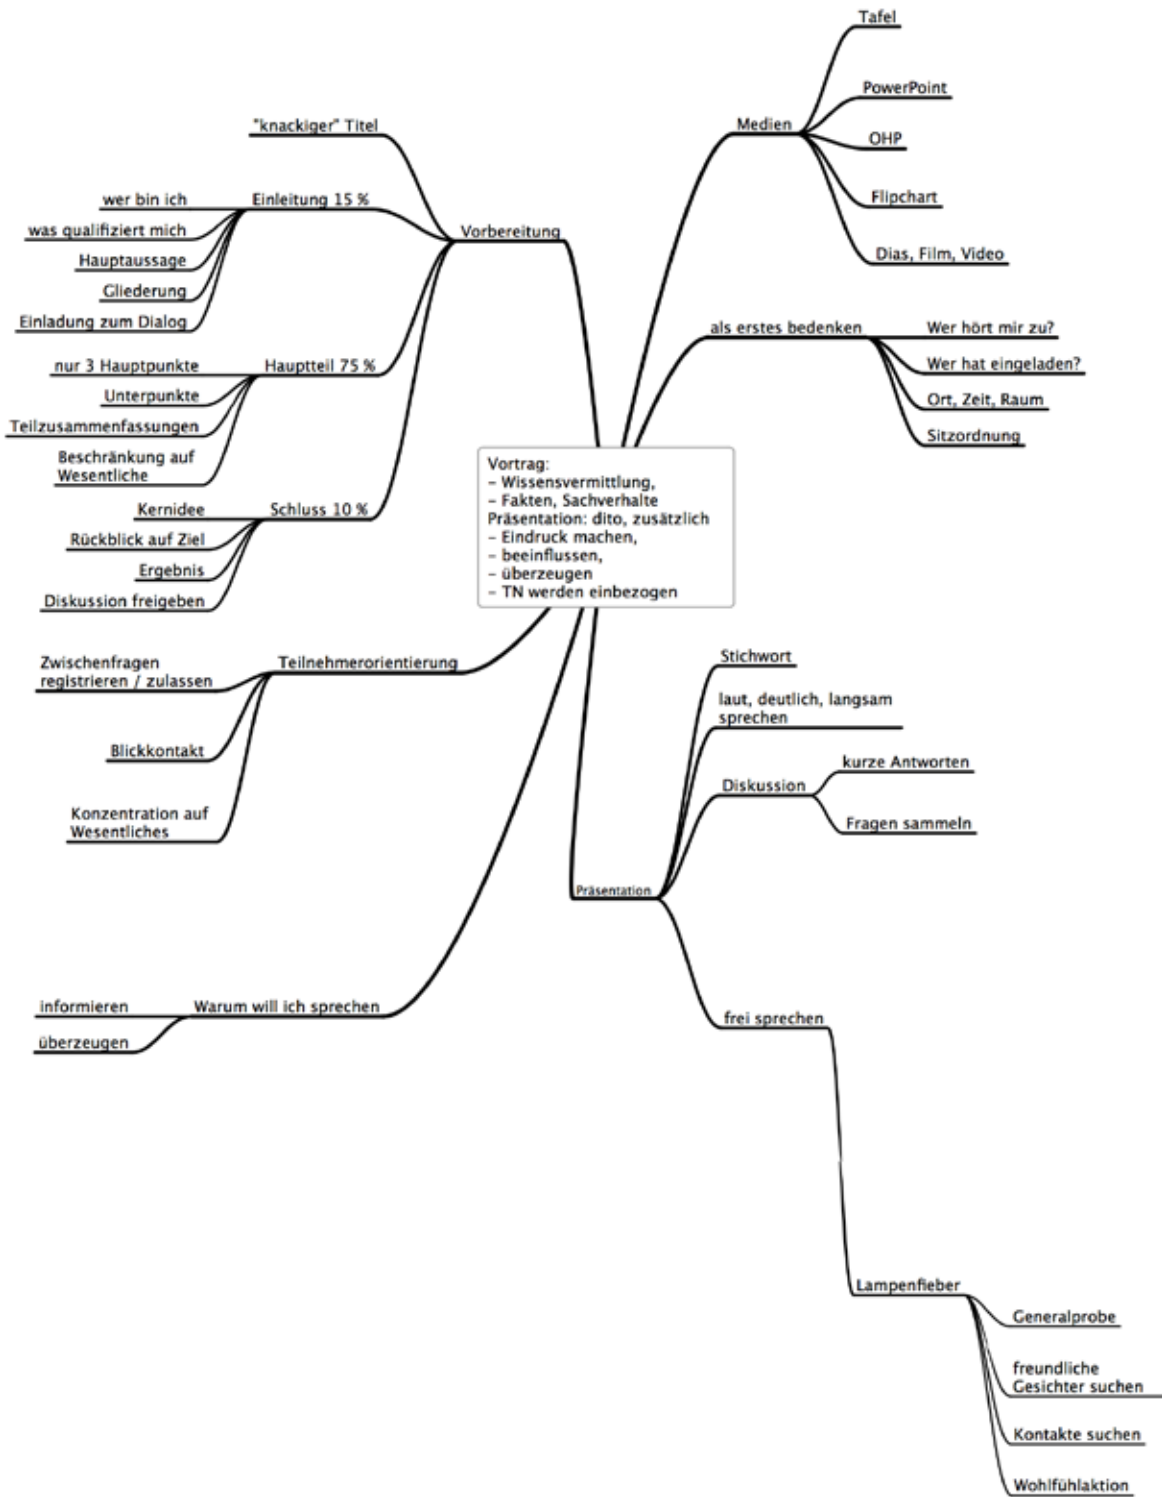 Vortrag:
- Wissensvermittlung,
- Fakten, Sachverhalte
Präsentation: dito, zusätzlich
- Eindruck machen,
- beeinflussen,
- überzeugen
- TN werden einbezogen
Medien
Tafel
PowerPoint
OHP
Flipchart
Dias, Film, Video
als erstes bedenken
Wer hört mir zu?
Wer hat eingeladen?
Ort, Zeit, Raum
Sitzordnung
Präsentation
Stichwort
laut, deutlich, langsam
sprechen
Diskussion
kurze Antworten
Fragen sammeln
frei sprechen
Lampenfieber
Generalprobe
freundliche
Gesichter suchen
Kontakte suchen
Wohlfühlaktion
Vorbereitung
"knackiger" Titel
Einleitung 15 %
wer bin ich
was qualifiziert mich
Hauptaussage
Gliederung
Einladung zum Dialog
Hauptteil 75 %
nur 3 Hauptpunkte
Unterpunkte
Teilzusammenfassungen
Beschränkung auf
Wesentliche
Schluss 10 %
Kernidee
Rückblick auf Ziel
Ergebnis
Diskussion freigeben
Teilnehmerorientierung
Zwischenfragen
registrieren / zulassen
Blickkontakt
Konzentration auf
Wesentliches
Warum will ich sprechen
informieren
überzeugen